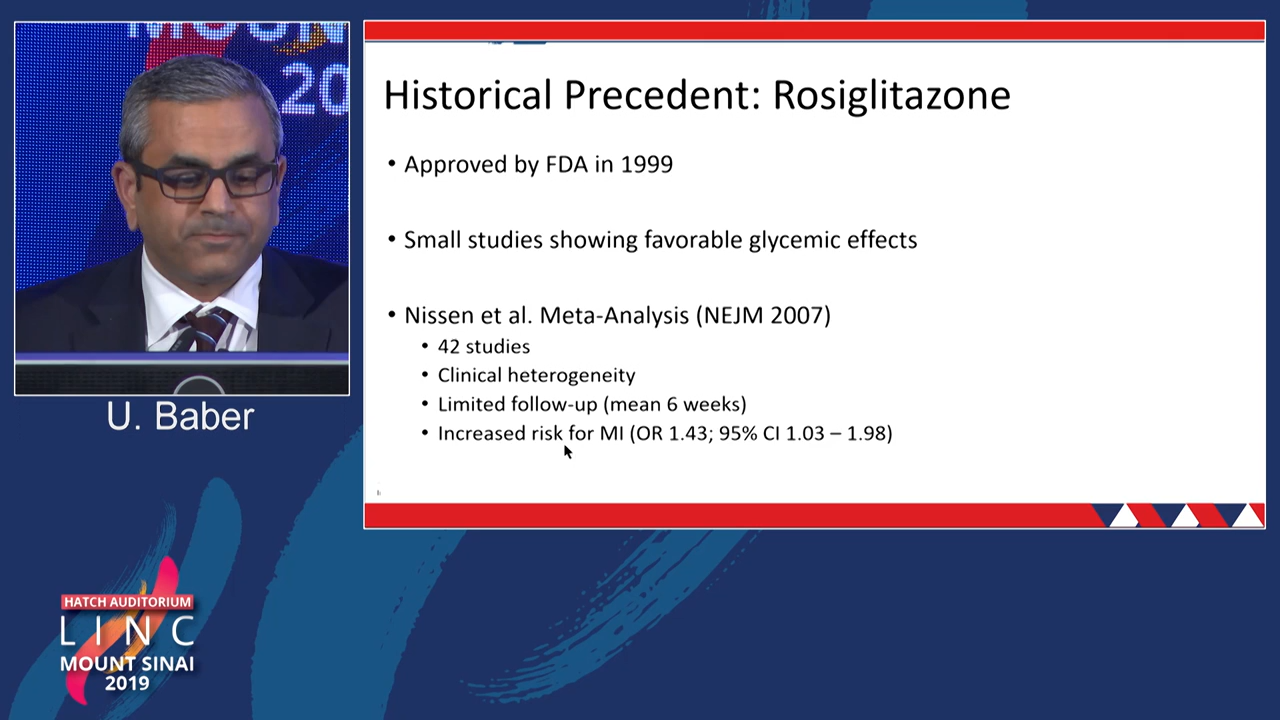 20
U. Baber
HATCH AUDITORIUM
LINC
MOUNT SINAI
2019
Historical Precedent: Rosiglitazone
• Approved by FDA in 1999
• Small studies showing favorable glycemic effects
• Nissen et al. Meta-Analysis (NEJM 2007)
• 42 studies
• Clinical heterogeneity
• Limited follow-up (mean 6 weeks)
• Increased risk for MI (OR 1.43; 95% CI 1.03 – 1.98)